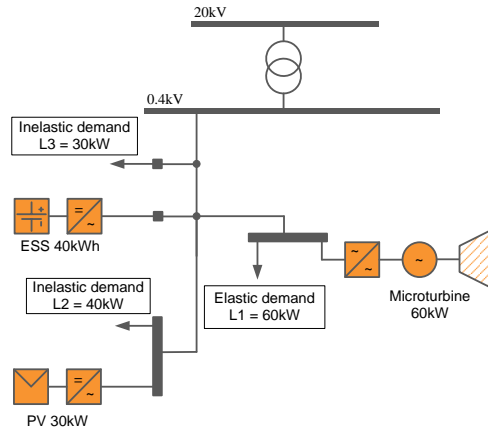 20kV
0.4kV
Inelastic demand
L3 = 30kW
=
~
ESS 40kWh
Inelastic demand
L2 = 40kW
Elastic demand
L1 = 60kW
~
~
~
Microturbine
60kW
=
~
PV 30kW